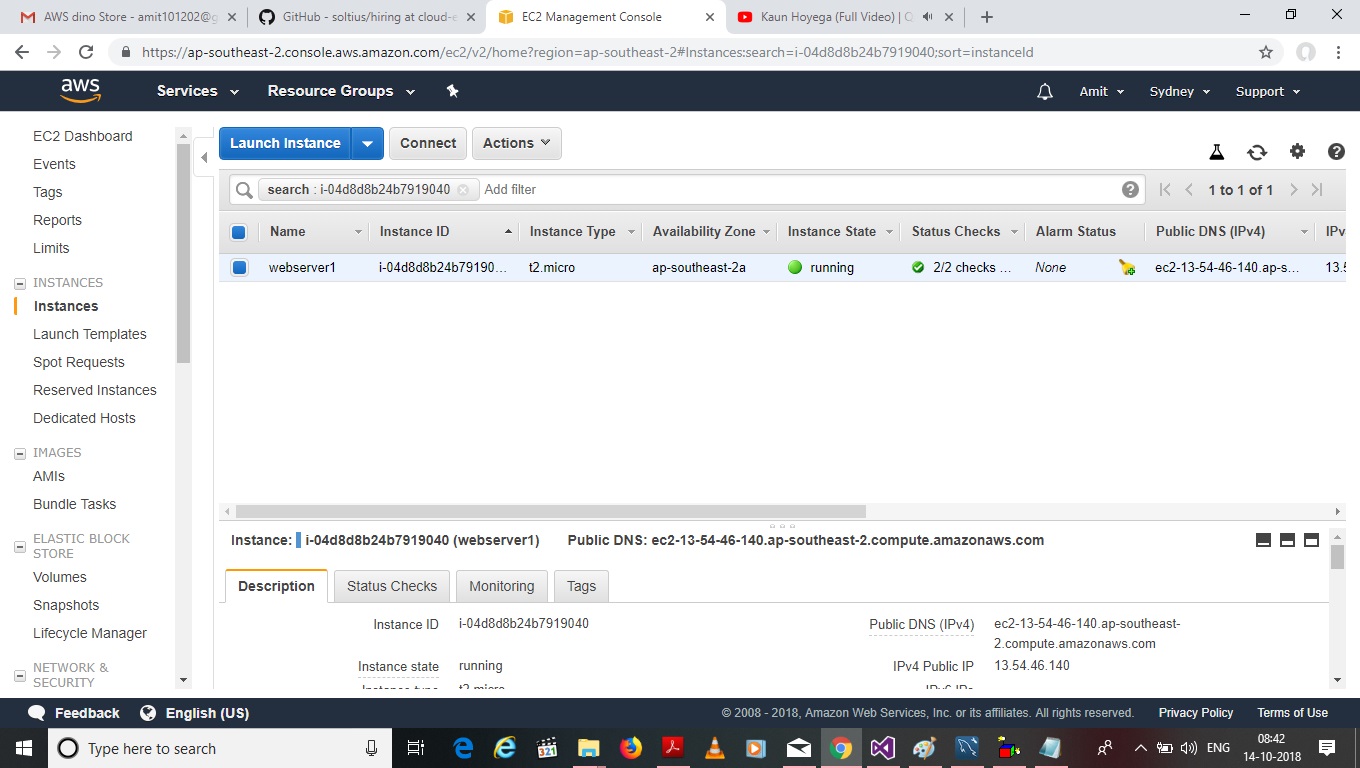 AWS dino Store - amit101202@g
GitHub - soltius/hiring at cloud-e
EC2 Management Console
Kaun Hoyega (Full Video) | Q
https://ap-southeast-2.console.aws.amazon.com/ec2/v2/home?region=ap-southeast-2#Instances:search=i-04d8d8b24b7919040;sort=instanceId
aws Services Resource Groups Amit Sydney Support
EC2 Dashboard
Events
Tags
Reports
Limits
INSTANCES
Instances
Launch Templates
Spot Requests
Reserved Instances
Dedicated Hosts
IMAGES
AMIs
Bundle Tasks
ELASTIC BLOCK
STORE
Volumes
Snapshots
Lifecycle Manager
NETWORK &
SECURITY
Launch Instance Connect Actions
search : i-04d8d8b24b7919040 Add filter 1 to 1 of 1
Name Instance ID Instance Type Availability Zone Instance State Status Checks Alarm Status Public DNS (IPv4) IPv
webserver1 i-04d8d8b24b79190... t2.micro ap-southeast-2a running 2/2 checks ... None ec2-13-54-46-140.ap-s... 13.5
Instance: i-04d8d8b24b7919040 (webserver1) Public DNS: ec2-13-54-46-140.ap-southeast-2.compute.amazonaws.com
Description Status Checks Monitoring Tags
Instance ID i-04d8d8b24b7919040 Public DNS (IPv4) ec2-13-54-46-140.ap-southeast-
2.compute.amazonaws.com
Instance state running IPv4 Public IP 13.54.46.140
Instance type t2.micro IPv6 IPs
Feedback English (US) © 2008 - 2018, Amazon Web Services, Inc. or its affiliates. All rights reserved. Privacy Policy Terms of Use
Type here to search 321 ENG 08:42
14-10-2018